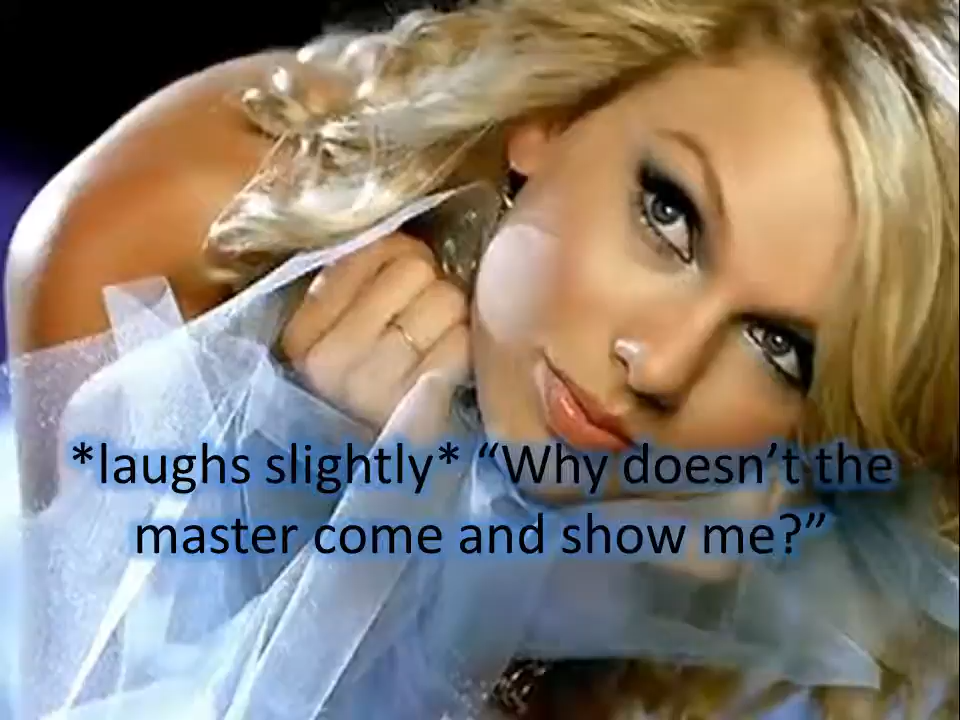 *laughs slightly* “Why doesn’t the
master come and show me?”